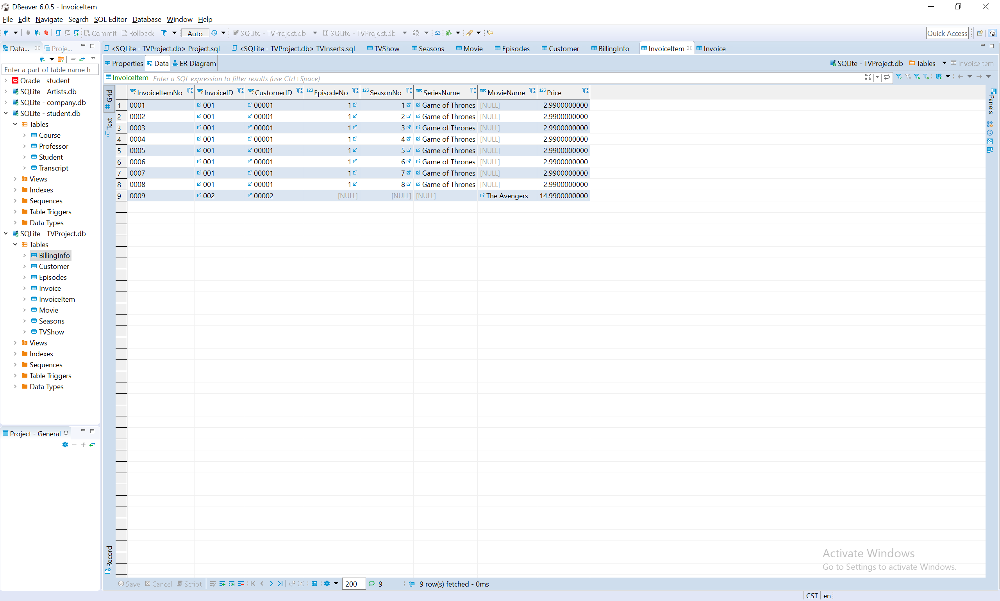 DBeaver 6.0.5 - InvoiceItem
File Edit Navigate Search SQL Editor Database Window Help
Commit Rollback Auto SQLite - TVProject.db SQLite - TVProject.db Quick Access
Data... Proje...
<SQLite - TVProject.db> Project.sql <SQLite - TVProject.db> TVInserts.sql TVShow Seasons Movie Episodes Customer BillingInfo InvoiceItem Invoice
Properties Data ER Diagram SQLite - TVProject.db Tables InvoiceItem
Enter a part of table name h
InvoiceItem Enter a SQL expression to filter results (use Ctrl+Space)
Oracle - student
SQLite - Artists.db
SQLite - company.db
SQLite - student.db
Tables
Course
Professor
Student
Transcript
Views
Indexes
Sequences
Table Triggers
Data Types
SQLite - TVProject.db
Tables
BillingInfo
Customer
Episodes
Invoice
InvoiceItem
Movie
Seasons
TVShow
Views
Indexes
Sequences
Table Triggers
Data Types
Project - General
Grid
Text
Record
Panels
ABC InvoiceItemNo ABC InvoiceID ABC CustomerID 123 EpisodeNo 123 SeasonNo ABC SeriesName ABC MovieName 123 Price
1 0001 001 00001 1 1 Game of Thrones [NULL] 2.9900000000
2 0002 001 00001 1 2 Game of Thrones [NULL] 2.9900000000
3 0003 001 00001 1 3 Game of Thrones [NULL] 2.9900000000
4 0004 001 00001 1 4 Game of Thrones [NULL] 2.9900000000
5 0005 001 00001 1 5 Game of Thrones [NULL] 2.9900000000
6 0006 001 00001 1 6 Game of Thrones [NULL] 2.9900000000
7 0007 001 00001 1 7 Game of Thrones [NULL] 2.9900000000
8 0008 001 00001 1 8 Game of Thrones [NULL] 2.9900000000
9 0009 002 00002 [NULL] [NULL] [NULL] The Avengers 14.9900000000
Activate Windows
Go to Settings to activate Windows.
Save Cancel Script 200 9 9 row(s) fetched - 0ms
CST en